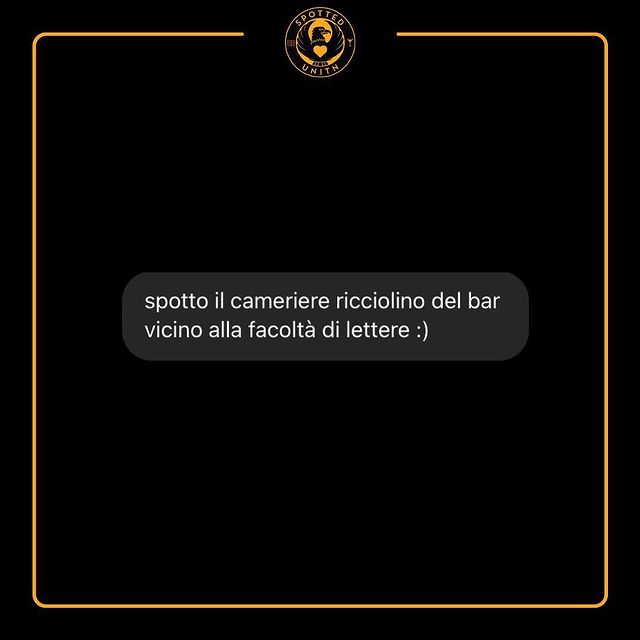 SPOTTED
UNITN
spotto il cameriere ricciolino del bar
vicino alla facoltà di lettere :)